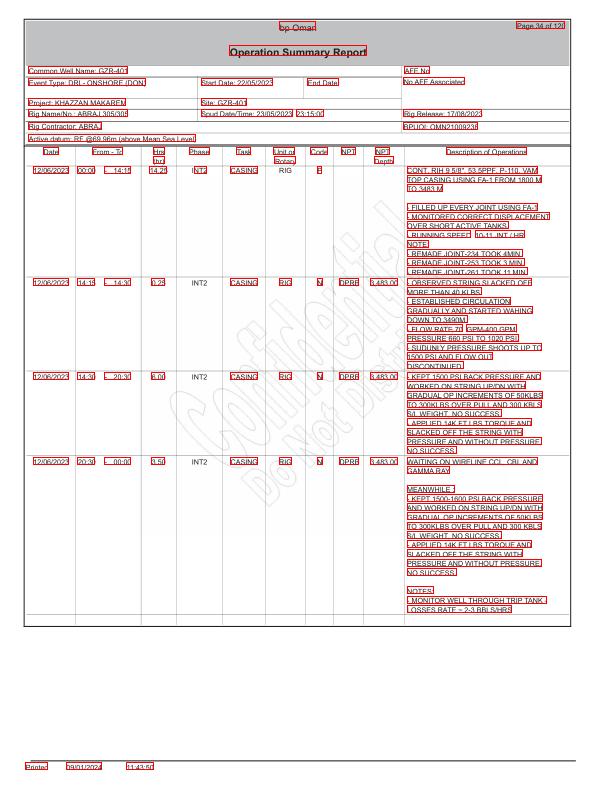 bp Oman
Page 34 of 120
Operation Summary Report
Common Well Name: GZR-401
AFE No
Event Type: DRL- ONSHORE (DON)
Start Date: 22/05/2023
End Date
No AFE Associated
Project: KHAZZAN MAKAREM
Site: GZR-401
Rig Name/No.: ABRAJ 305/305
Spud Date/Time: 23/05/2023 23:15:00
Rig Release: 17/08/2023
Rig Contractor: ABRAJ
BPUOI: OMN21009236
Active datum: RF @69.96m (above Mean Sea Level)
Date
From - To
Hrs
(hr)
Phase
Task
Unit or
Rotary
Code
NPT
NPT
Depth
Description of Operations
12/06/2023
00:00
- 14:15
14.25
INT2
CASING
RIG
P
CONT. RIH 9 5/8", 53.5PPF, P-110, VAM
TOP CASING USING FA-1 FROM 1800 M
TO 3483 M
- FILLED UP EVERY JOINT USING FA-1
- MONITORED CORRECT DISPLACEMENT
OVER SHORT ACTIVE TANKS.
- RUNNING SPEED: 10-11 JNT / HR
NOTE:
- REMADE JOINT-234 TOOK 4MIN.
- REMADE JOINT-253 TOOK 3 MIN.
- REMADE JOINT-261 TOOK 11 MIN.
12/06/2023
14:15
- 14:30
0.25
INT2
CASING
RIG
N
DPRB
3,483.00
- OBSERVED STRING SLACKED OFF
MORE THAN 40 KLBS
- ESTABLISHED CIRCULATION
GRADUALLY AND STARTED WAHING
DOWN TO 3490M.
- FLOW RATE 70 GPM-400 GPM
PRESSURE 660 PSI TO 1020 PSI
- SUDUNLY PRESSURE SHOOTS UP TO
1500 PSI AND FLOW OUT
DISCONTINUED.
12/06/2023
14:30
- 20:30
6.00
INT2
CASING
RIG
N
DPRB
3,483.00
- KEPT 1500 PSI BACK PRESSURE AND
WORKED ON STRING UP/DN WITH
GRADUAL OP INCREMENTS OF 50KLBS
TO 300KLBS OVER PULL AND 300 KBLS
S/L WEIGHT. NO SUCCESS.
- APPLIED 14K FT.LBS TORQUE AND
SLACKED OFF THE STRING WITH
PRESSURE AND WITHOUT PRESSURE
NO SUCCESS.
12/06/2023
20:30
- 00:00
3.50
INT2
CASING
RIG
N
DPRB
3,483.00
WAITING ON WIRELINE CCL, CBL AND
GAMMA RAY.
MEANWHILE :
- KEPT 1500-1600 PSI BACK PRESSURE
AND WORKED ON STRING UP/DN WITH
GRADUAL OP INCREMENTS OF 50KLBS
TO 300KLBS OVER PULL AND 300 KBLS
S/L WEIGHT. NO SUCCESS.
- APPLIED 14K FT.LBS TORQUE AND
SLACKED OFF THE STRING WITH
PRESSURE AND WITHOUT PRESSURE
NO SUCCESS.
NOTES:
- MONITOR WELL THROUGH TRIP TANK -
LOSSES RATE = 2-3 BBLS/HRS
Confidential
Printed
09/01/2024
11:43:50